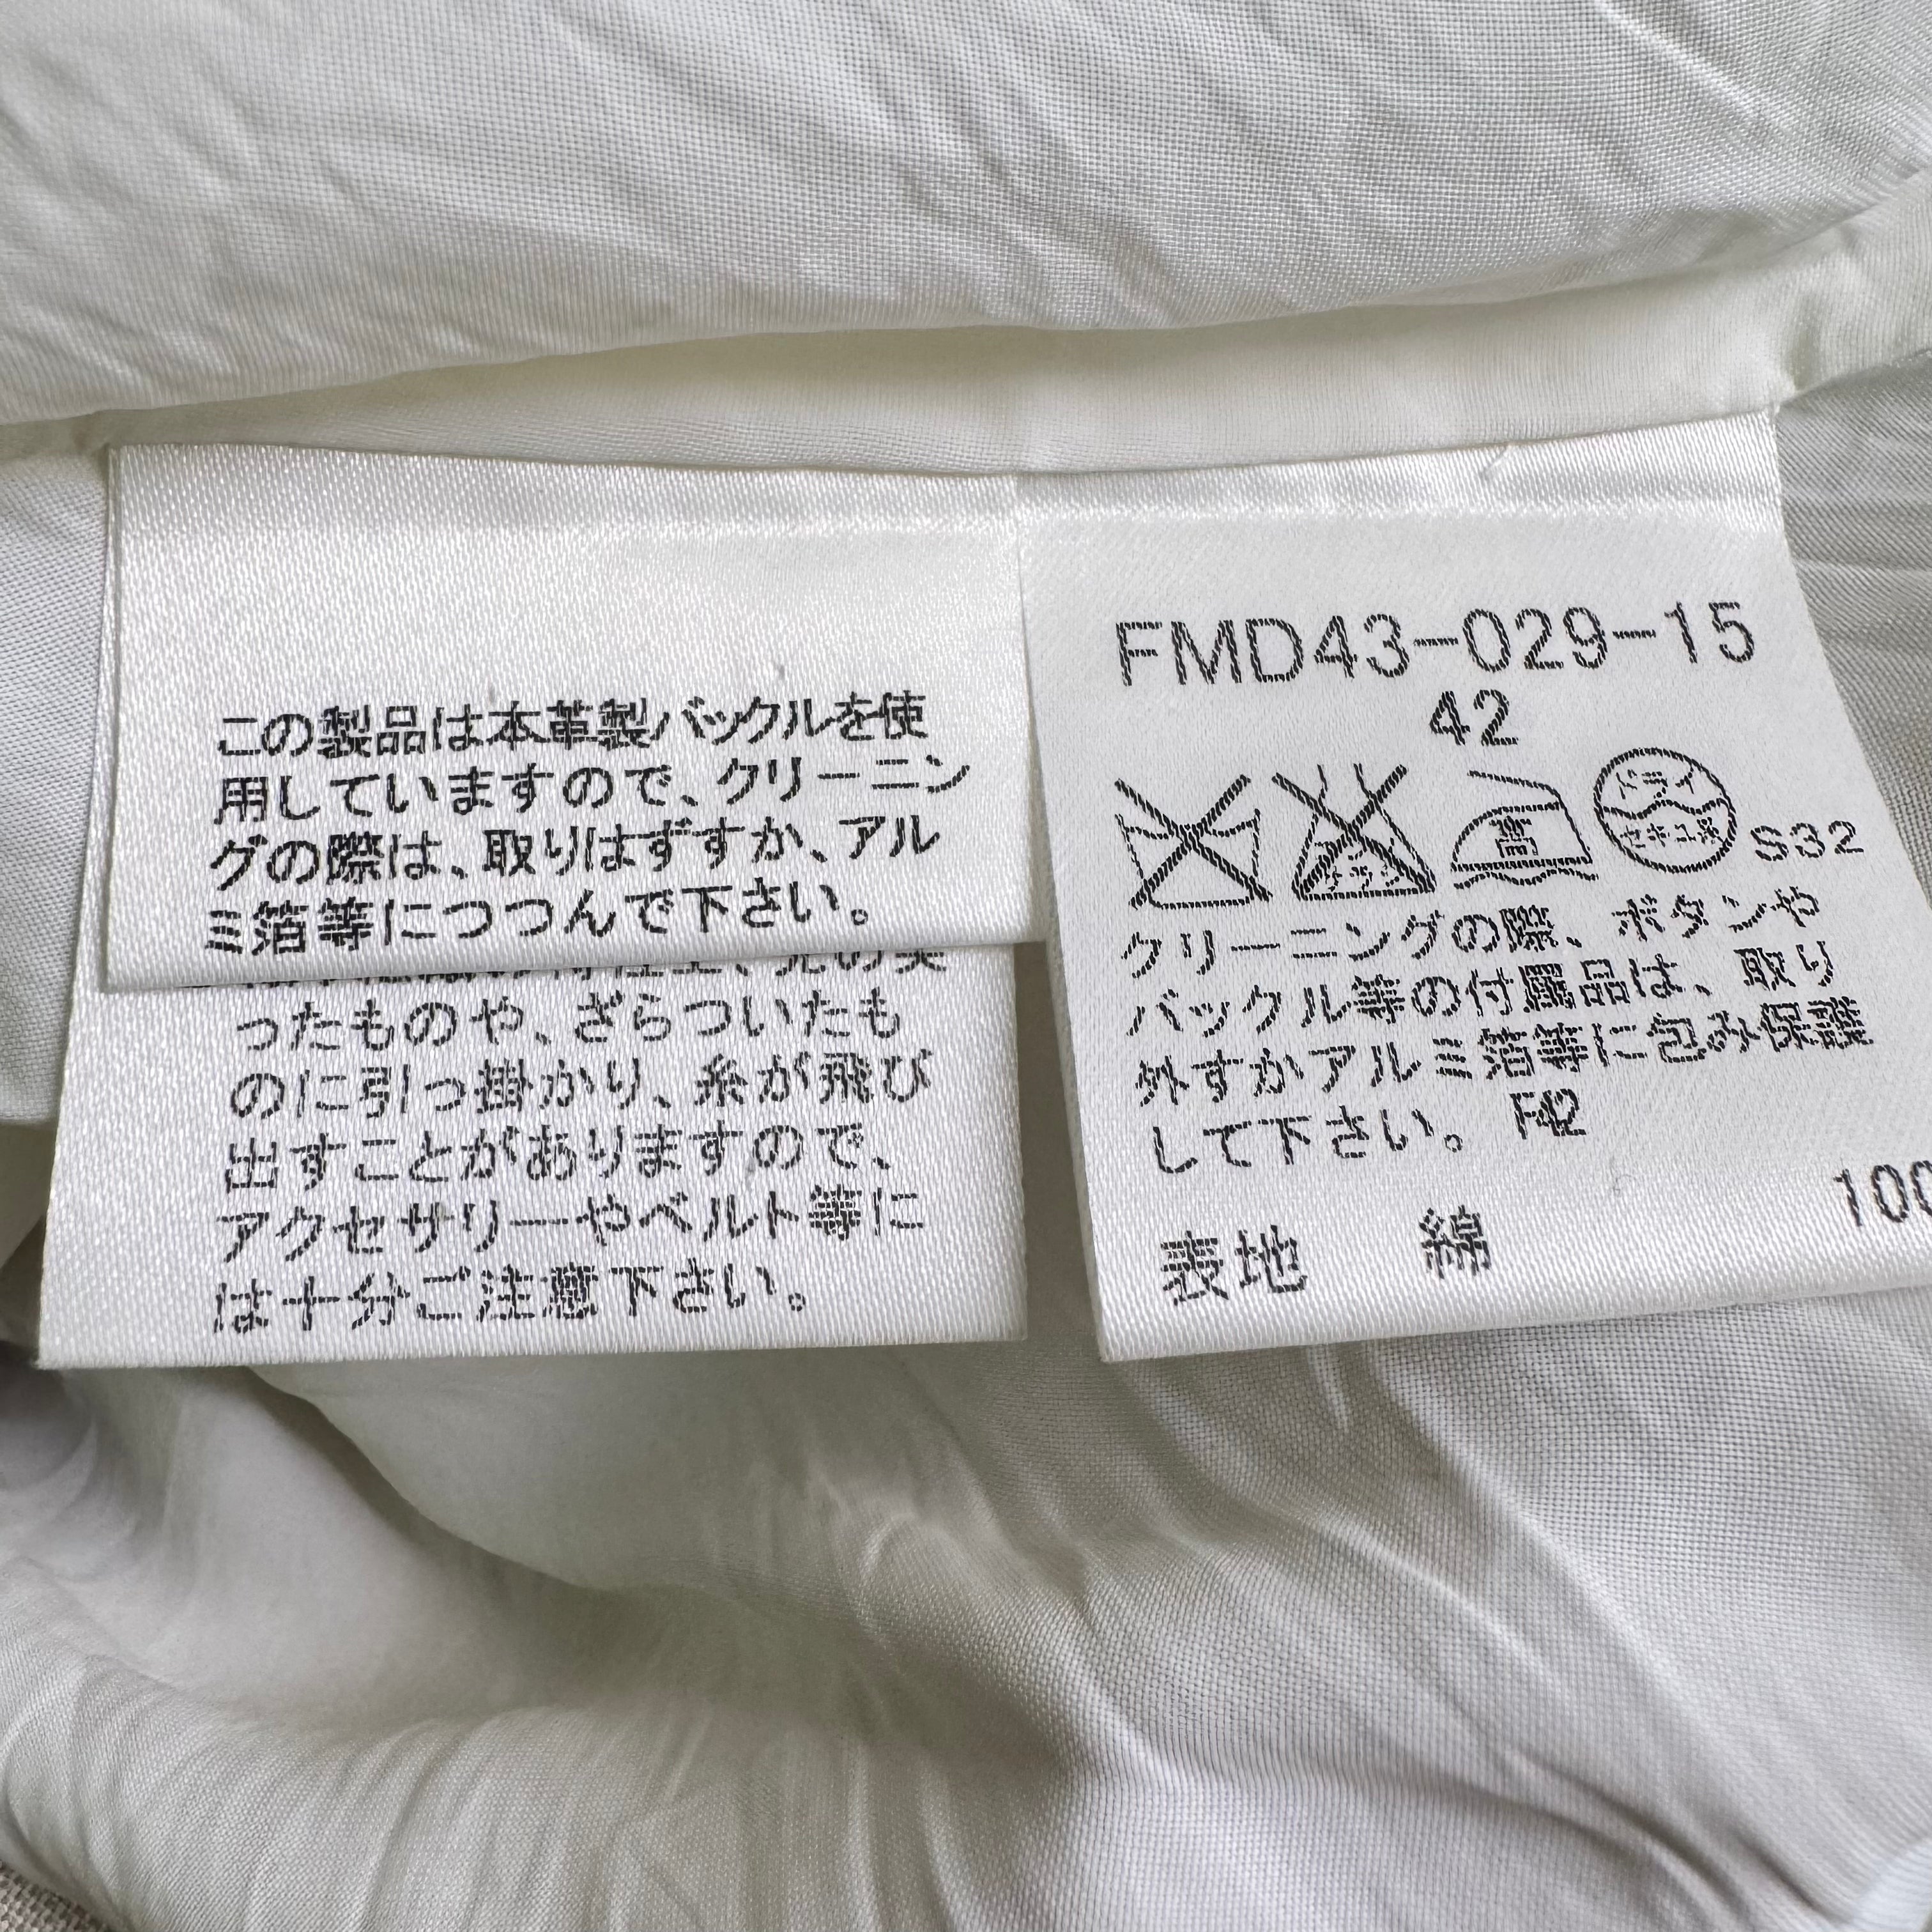 この製品は本革製バックルを使
用していますので、クリーニン
グの際は、取りはずすか、アル
ミ箔等につつんで下さい。
ったものや、ざらついたも
のに引っ掛かり、糸が飛び
出すことがありますので、
アクセサリーやベルト等に
は十分ご注意下さい。
FMD43-029-15
42
エンソ
サラシ
高
ドライ
セキユ系
S32
クリーニングの際、ボタンや
バックル等の付属品は、取り
外すかアルミ箔等に包み保護
して下さい。 F42
表地 綿 100